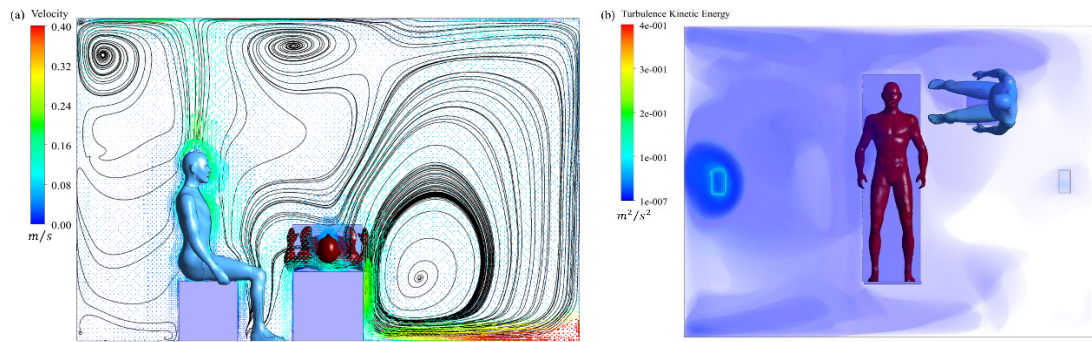 (a) Velocity
0.40
0.32
0.24
0.16
0.08
0.00
m/s
(b) Turbulence Kinetic Energy
4e-001
3e-001
2e-001
1e-001
1e-007
m²/s²